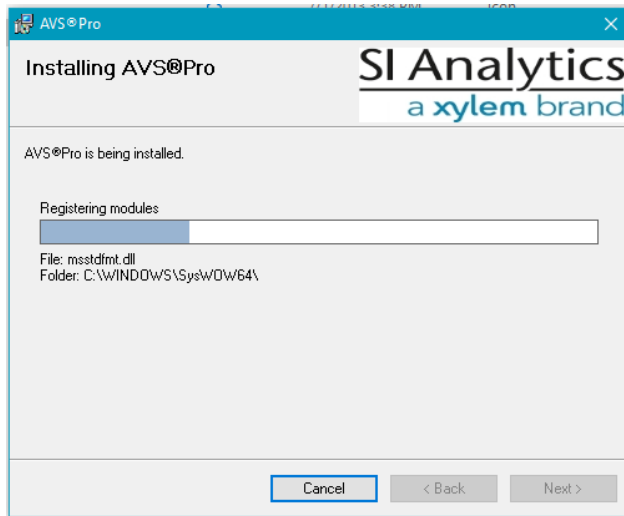 AVS®Pro
Installing AVS®Pro
SI Analytics
a xylem brand
AVS®Pro is being installed.
Registering modules
File: msstdfmt.dll
Folder: C:\WINDOWS\SysWOW64\
Cancel
< Back
Next >